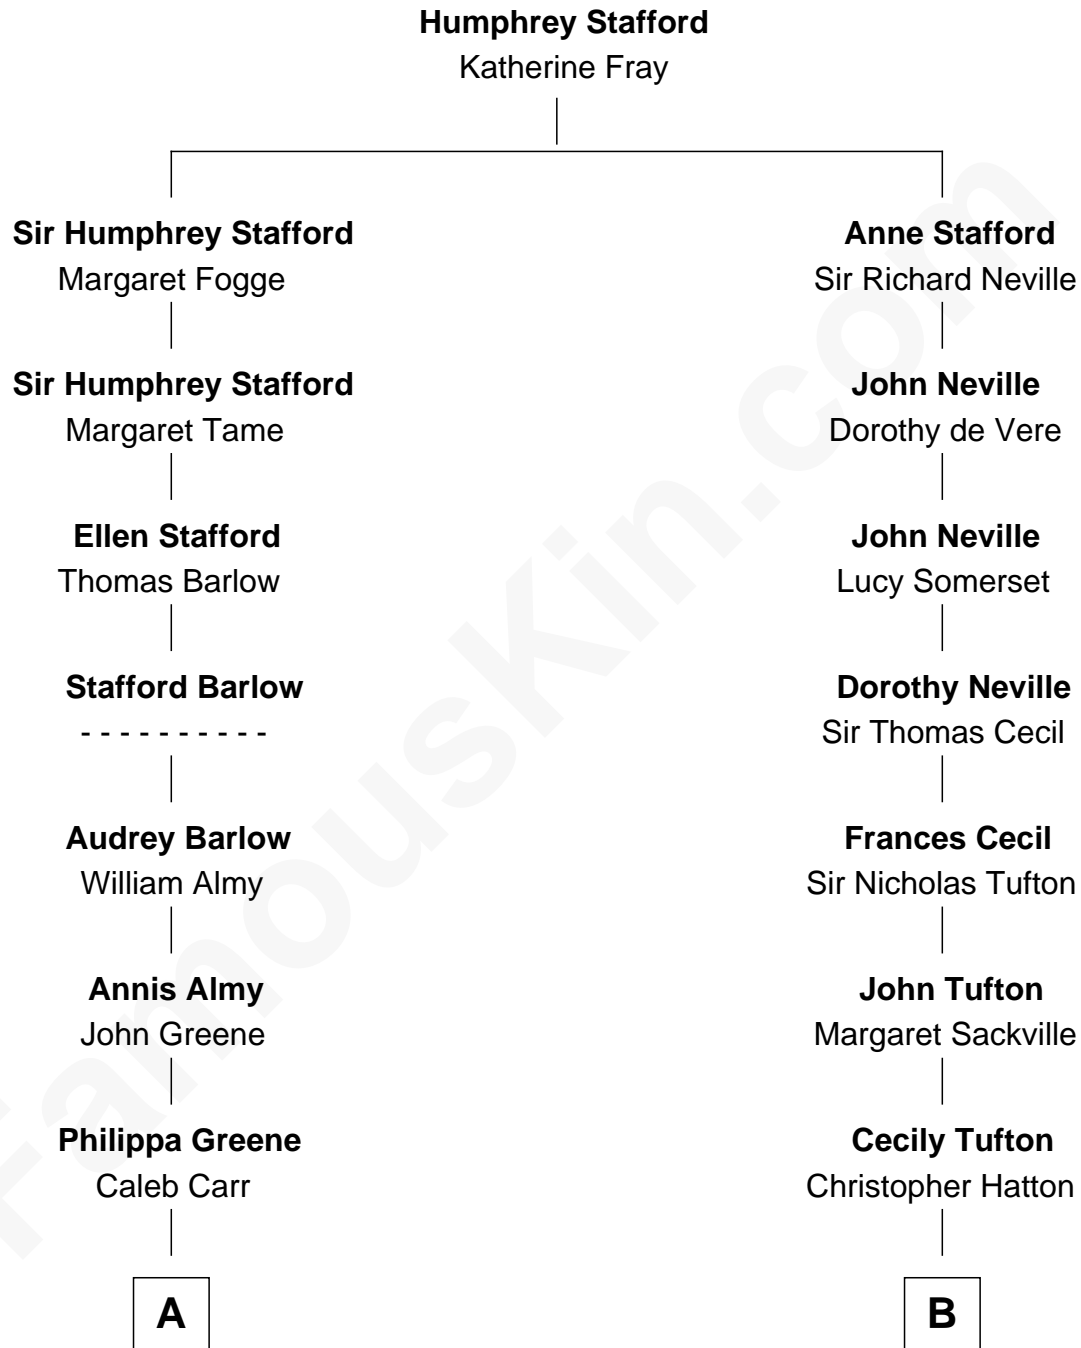 Humphrey Stafford
Katherine Fray
Sir Humphrey Stafford
Margaret Fogge
Anne Stafford
Sir Richard Neville
Sir Humphrey Stafford
Margaret Tame
John Neville
Dorothy de Vere
Ellen Stafford
Thomas Barlow
John Neville
Lucy Somerset
Stafford Barlow
- - - - - - - - - -
Dorothy Neville
Sir Thomas Cecil
Audrey Barlow
William Almy
Frances Cecil
Sir Nicholas Tufton
Annis Almy
John Greene
John Tufton
Margaret Sackville
Philippa Greene
Caleb Carr
Cecily Tufton
Christopher Hatton
A
B
FamousKin.com